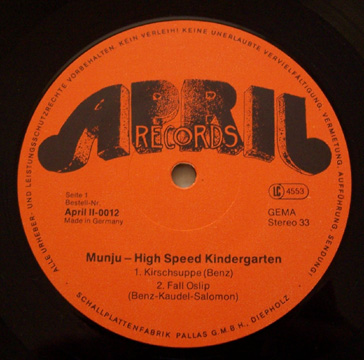 ALLE URHEBER- UND LEISTUNGSSCHUTZRECHTE VORBEHALTEN. KEIN VERLEIH! KEINE UNERLAUBTE VERVIELFÄLTIGUNG, VERMIETUNG, AUFFÜHRUNG, SENDUNG!
APRIL
RECORDS
Seite 1
Bestell-Nr.
April II-0012
Made in Germany
LC 4553
GEMA
Stereo 33
Munju – High Speed Kindergarten
1. Kirschsuppe (Benz)
2. Fall Oslip
(Benz-Kaudel-Salomon)
SCHALLPLATTENFABRIK PALLAS G.M.B.H., DIEPHOLZ